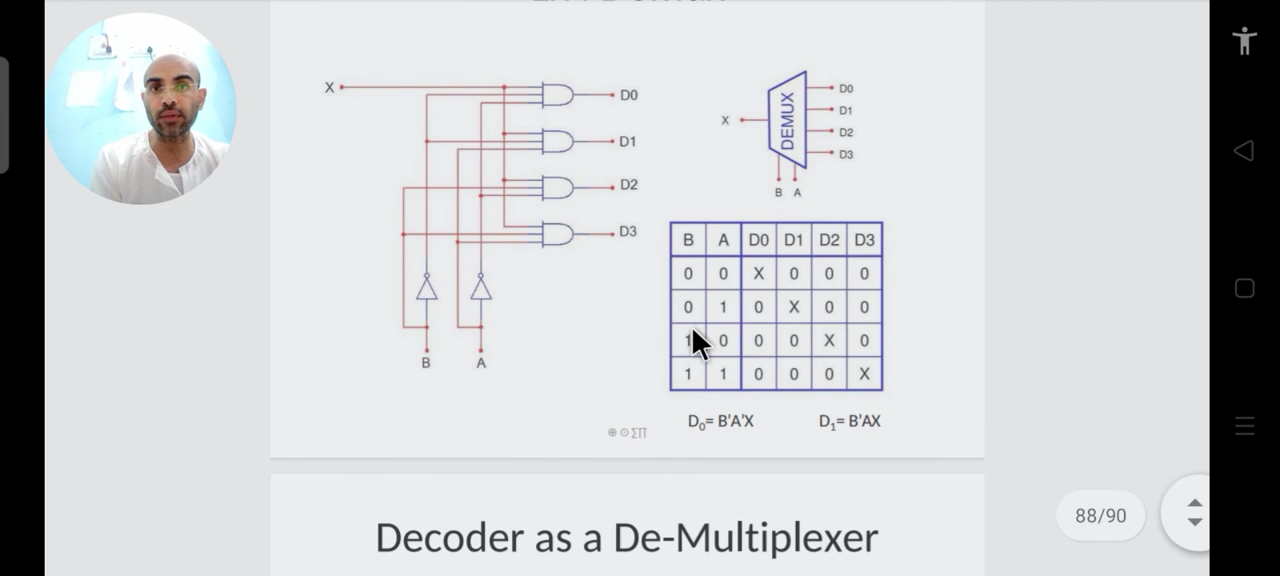 X
D0
D1
D2
D3
B A
X
DEMUX
D0
D1
D2
D3
B A
B A D0 D1 D2 D3
0 0 X 0 0 0
0 1 0 X 0 0
1 0 0 0 X 0
1 1 0 0 0 X
D₀= B'A'X D₁= B'AX
⊕⊙∑∏
88/90
Decoder as a De-Multiplexer